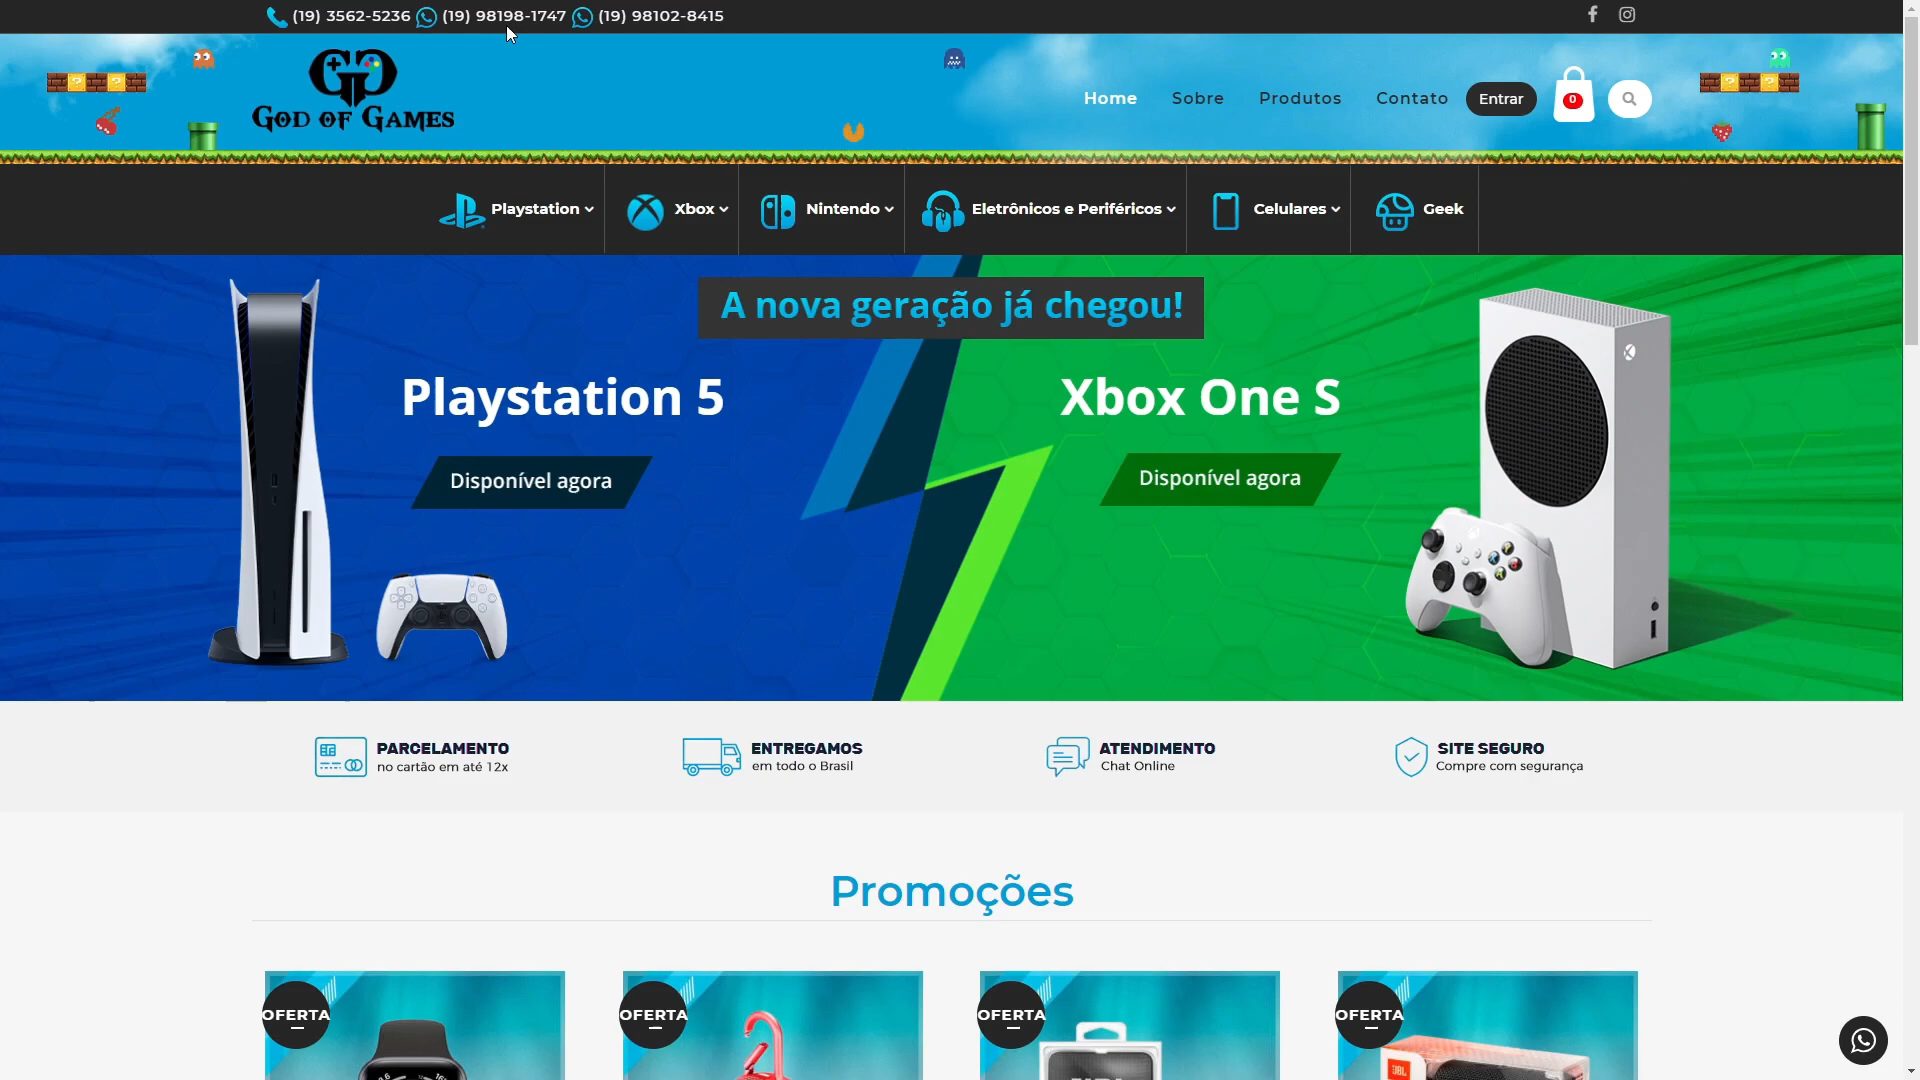 (19) 3562-5236 (19) 98198-1747 (19) 98102-8415
GOD OF GAMES
Home Sobre Produtos Contato Entrar 0
Playstation Xbox Nintendo Eletrônicos e Periféricos Celulares Geek
A nova geração já chegou!
Playstation 5 Xbox One S
Disponível agora Disponível agora
PARCELAMENTO ENTREGAMOS ATENDIMENTO SITE SEGURO
no cartão em até 12x em todo o Brasil Chat Online Compre com segurança
Promoções
OFERTA OFERTA OFERTA OFERTA
JBL